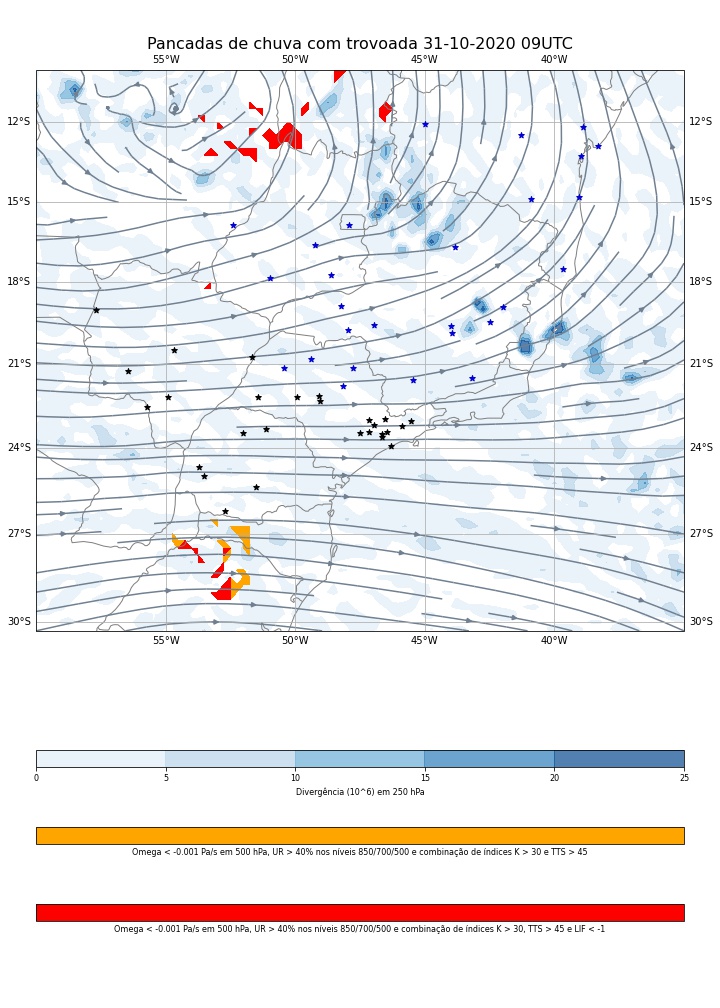 Pancadas de chuva com trovoada 31-10-2020 09UTC
55°W 50°W 45°W 40°W
12°S 12°S
15°S 15°S
18°S 18°S
21°S 21°S
24°S 24°S
27°S 27°S
30°S 30°S
55°W 50°W 45°W 40°W
0 5 10 15 20 25
Divergência (10^6) em 250 hPa
Omega < -0.001 Pa/s em 500 hPa, UR > 40% nos níveis 850/700/500 e combinação de índices K > 30 e TTS > 45
Omega < -0.001 Pa/s em 500 hPa, UR > 40% nos níveis 850/700/500 e combinação de índices K > 30, TTS > 45 e LIF < -1